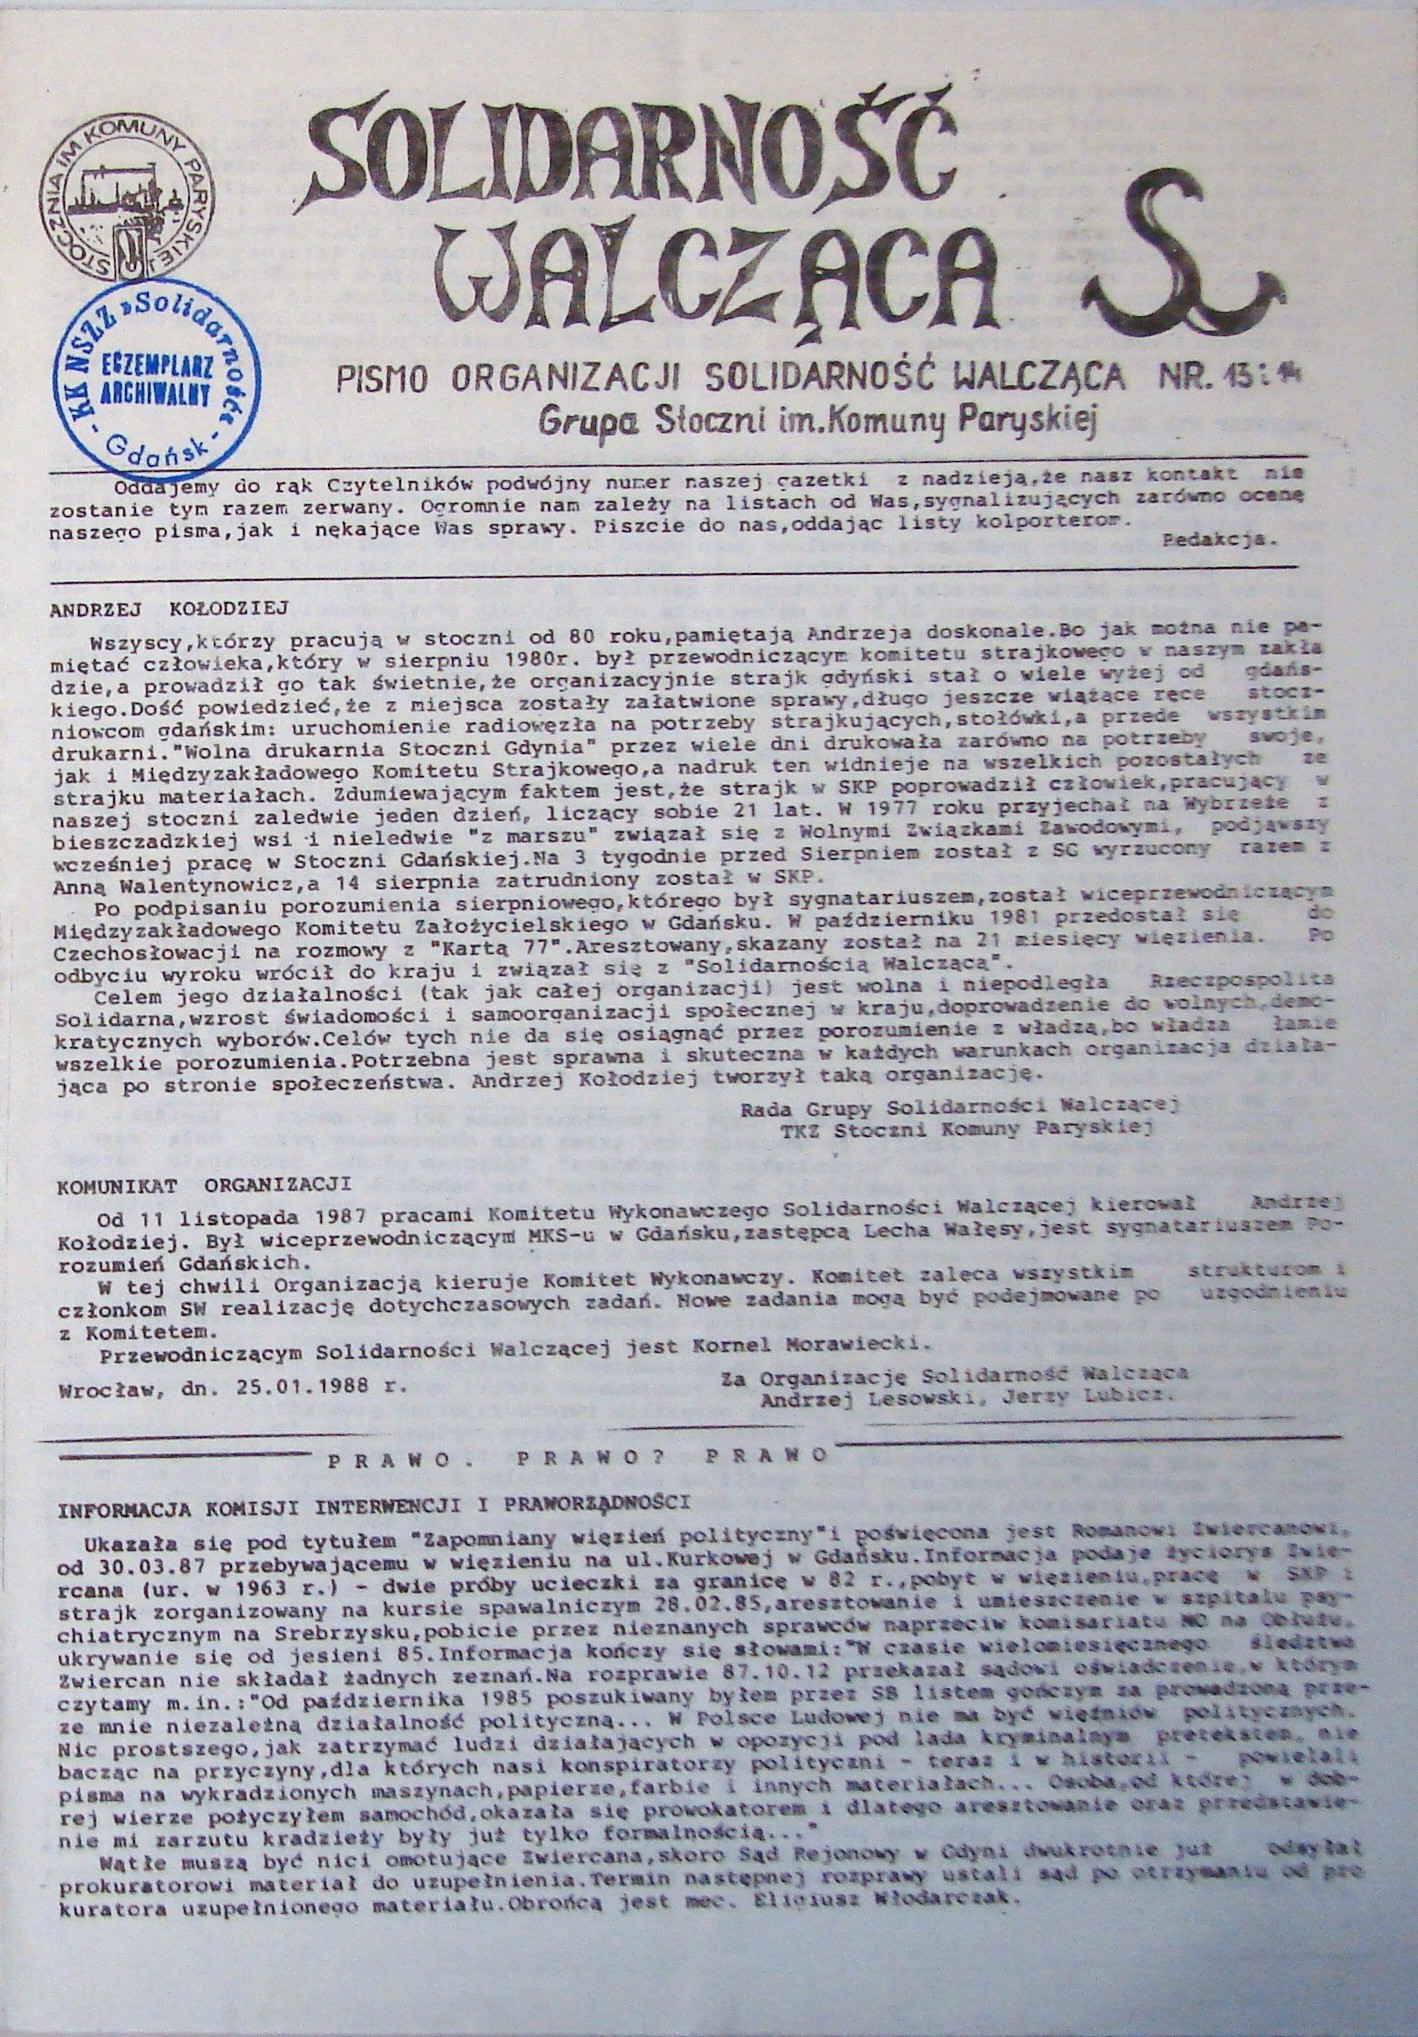 SOLIDARNOŚĆ
WALCZĄCA
STOCZNIA IM KOMUNY PARYSKIEJ
KK NSZZ »Solidarność«
EGZEMPLARZ
ARCHIWALNY
- Gdańsk -
PISMO ORGANIZACJI SOLIDARNOŚĆ WALCZĄCA NR. 13 i 14
Grupa Stoczni im.Komuny Paryskiej
Oddajemy do rąk Czytelników podwójny numer naszej gazetki z nadzieją,że nasz kontakt nie
zostanie tym razem zerwany. Ogromnie nam zależy na listach od Was,sygnalizujących zarówno ocenę
naszego pisma,jak i nękające Was sprawy. Piszcie do nas,oddając listy kolporterom.
Redakcja.
ANDRZEJ KOŁODZIEJ
Wszyscy,którzy pracują w stoczni od 80 roku,pamiętają Andrzeja doskonale.Bo jak można nie pa-
miętać człowieka,który w sierpniu 1980r. był przewodniczącym komitetu strajkowego w naszym zakła
dzie,a prowadził go tak świetnie,że organizacyjnie strajk gdyński stał o wiele wyżej od gdańs-
kiego.Dość powiedzieć,że z miejsca zostały załatwione sprawy,długo jeszcze wiążące ręce stocz-
niowcom gdańskim: uruchomienie radiowęzła na potrzeby strajkujących,stołówki,a przede wszystkim
drukarni."Wolna drukarnia Stoczni Gdynia" przez wiele dni drukowała zarówno na potrzeby swoje,
jak i Międzyzakładowego Komitetu Strajkowego,a nadruk ten widnieje na wszelkich pozostałych ze
strajku materiałach. Zdumiewającym faktem jest,że strajk w SKP poprowadził człowiek,pracujący w
naszej stoczni zaledwie jeden dzień, liczący sobie 21 lat. W 1977 roku przyjechał na Wybrzeże z
bieszczadzkiej wsi i nieledwie "z marszu" związał się z Wolnymi Związkami Zawodowymi, podjąwszy
wcześniej pracę w Stoczni Gdańskiej.Na 3 tygodnie przed Sierpniem został z SG wyrzucony razem z
Anną Walentynowicz,a 14 sierpnia zatrudniony został w SKP.
Po podpisaniu porozumienia sierpniowego,którego był sygnatariuszem,został wiceprzewodniczącym
Międzyzakładowego Komitetu Założycielskiego w Gdańsku. W październiku 1981 przedostał się do
Czechosłowacji na rozmowy z "Kartą 77".Aresztowany,skazany został na 21 miesięcy więzienia. Po
odbyciu wyroku wrócił do kraju i związał się z "Solidarnością Walczącą".
Celem jego działalności (tak jak całej organizacji) jest wolna i niepodległa Rzeczpospolita
Solidarna,wzrost świadomości i samoorganizacji społecznej w kraju,doprowadzenie do wolnych,demo-
kratycznych wyborów.Celów tych nie da się osiągnąć przez porozumienie z władzą,bo władza łamie
wszelkie porozumienia.Potrzebna jest sprawna i skuteczna w każdych warunkach organizacja działa-
jąca po stronie społeczeństwa. Andrzej Kołodziej tworzył taką organizację.
Rada Grupy Solidarności Walczącej
TKZ Stoczni Komuny Paryskiej
KOMUNIKAT ORGANIZACJI
Od 11 listopada 1987 pracami Komitetu Wykonawczego Solidarności Walczącej kierował Andrzej
Kołodziej. Był wiceprzewodniczącym MKS-u w Gdańsku,zastępcą Lecha Wałęsy,jest sygnatariuszem Po-
rozumień Gdańskich.
W tej chwili Organizacją kieruje Komitet Wykonawczy. Komitet zaleca wszystkim strukturom i
członkom SW realizację dotychczasowych zadań. Nowe zadania mogą być podejmowane po uzgodnieniu
z Komitetem.
Przewodniczącym Solidarności Walczącej jest Kornel Morawiecki.
Wrocław, dn. 25.01.1988 r.
Za Organizację Solidarność Walcząca
Andrzej Lesowski, Jerzy Lubicz.
PRAWO. PRAWO? PRAWO
INFORMACJA KOMISJI INTERWENCJI I PRAWORZĄDNOŚCI
Ukazała się pod tytułem "Zapomniany więzień polityczny"i poświęcona jest Romanowi Zwiercanowi,
od 30.03.87 przebywającemu w więzieniu na ul.Kurkowej w Gdańsku.Informacja podaje życiorys Zwie-
rcana (ur. w 1963 r.) - dwie próby ucieczki za granicę w 82 r.,pobyt w więzieniu,pracę w SKP i
strajk zorganizowany na kursie spawalniczym 28.02.85,aresztowanie i umieszczenie w szpitalu psy-
chiatrycznym na Srebrzysku,pobicie przez nieznanych sprawców naprzeciw komisariatu MO na Obłużu,
ukrywanie się od jesieni 85.Informacja kończy się słowami:"W czasie wielomiesięcznego śledztwa
Zwiercan nie składał żadnych zeznań.Na rozprawie 87.10.12 przekazał sądowi oświadczenie,w którym
czytamy m.in.:"Od października 1985 poszukiwany byłem przez SB listem gończym za prowadzoną prze-
ze mnie niezależną działalność polityczną... W Polsce Ludowej nie ma być więźniów politycznych.
Nic prostszego,jak zatrzymać ludzi działających w opozycji pod lada kryminalnym pretekstem, nie
bacząc na przyczyny,dla których nasi konspiratorzy polityczni - teraz i w historii - powielali
pisma na wykradzionych maszynach,papierze,farbie i innych materiałach... Osoba,od której w dob-
rej wierze pożyczyłem samochód,okazała się prowokatorem i dlatego aresztowanie oraz przedstawie-
nie mi zarzutu kradzieży były już tylko formalnością..."
Wątłe muszą być nici omotujące Zwiercana,skoro Sąd Rejonowy w Gdyni dwukrotnie już odsyłał
prokuratorowi materiał do uzupełnienia.Termin następnej rozprawy ustali sąd po otrzymaniu od pro
kuratora uzupełnionego materiału.Obrońcą jest mec. Eligiusz Włodarczak.